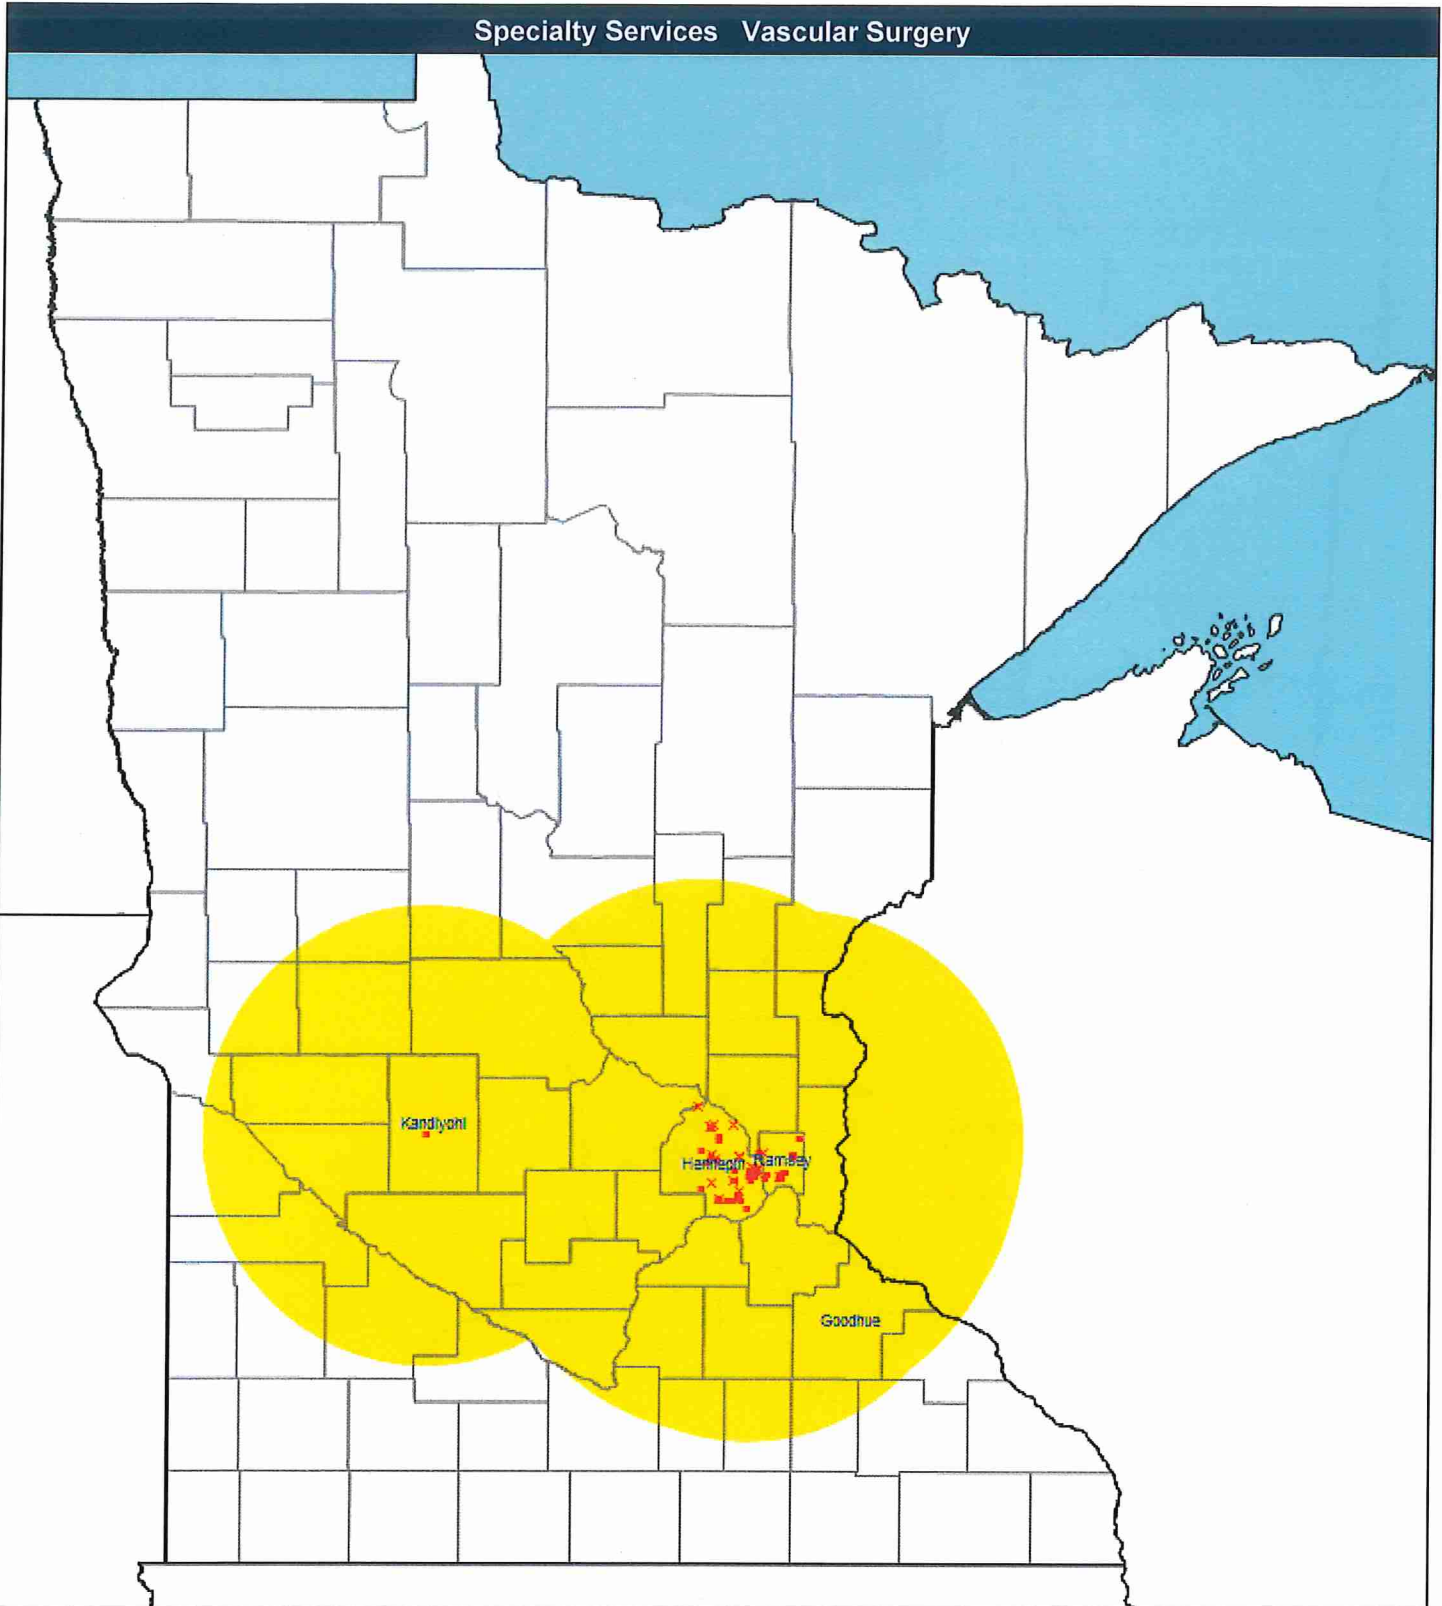 Specialty Services Vascular Surgery
Kandiyohi
Hennepin
Ramsey
Goodhue